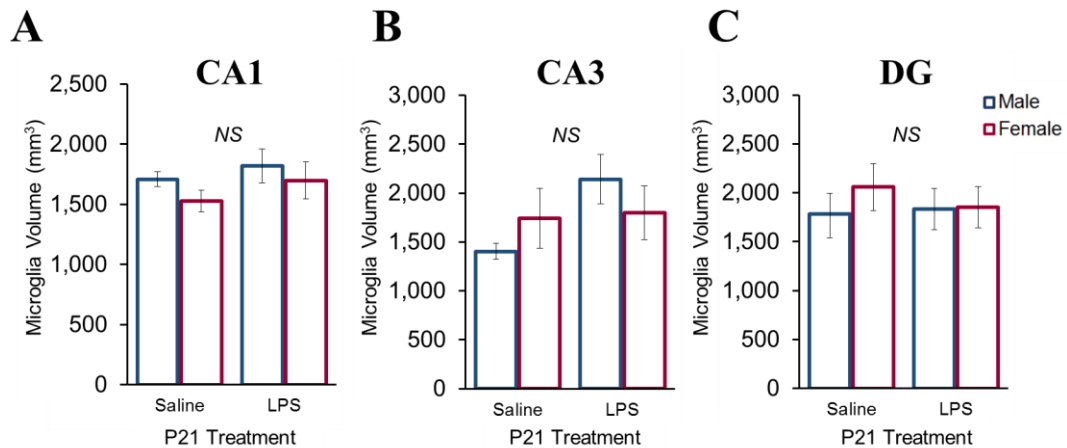 A
CA1
2,500
2,000
1,500
1,000
500
0
Microglia Volume (mm³)
NS
Saline
LPS
P21 Treatment
B
CA3
3,000
2,500
2,000
1,500
1,000
500
0
Microglia Volume (mm³)
NS
Saline
LPS
P21 Treatment
C
DG
3,000
2,500
2,000
1,500
1,000
500
0
Microglia Volume (mm³)
NS
Male
Female
Saline
LPS
P21 Treatment